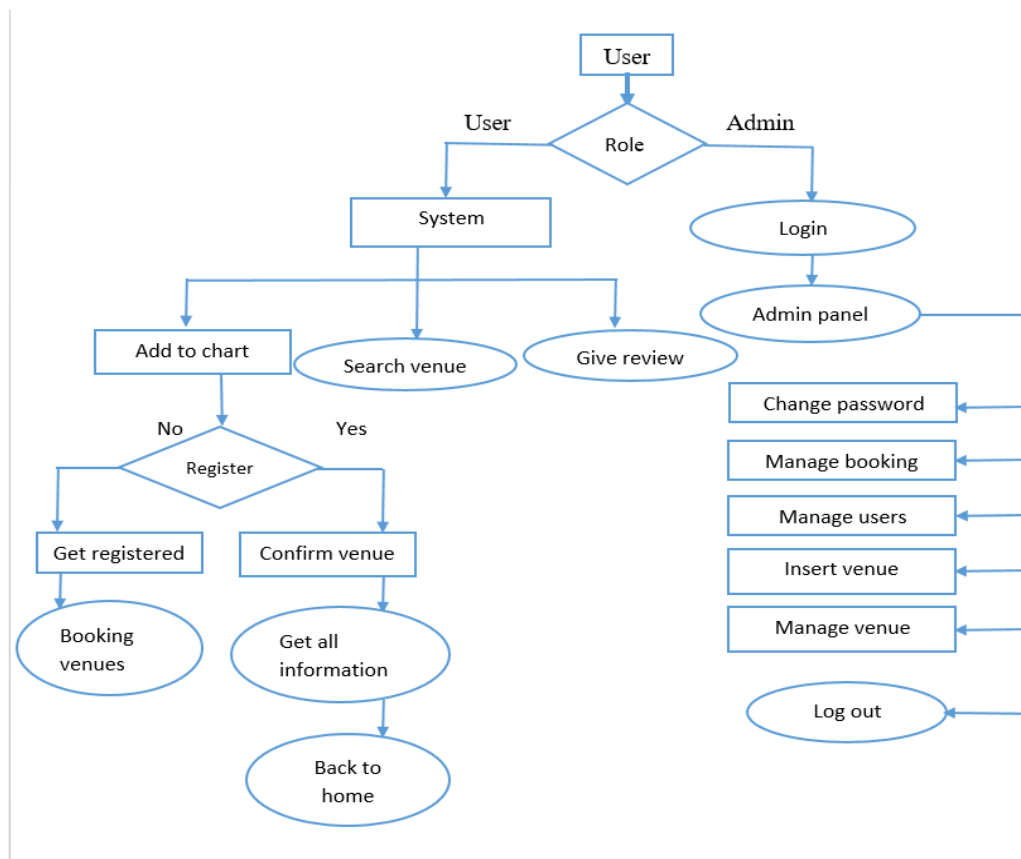 User
User
Admin
Role
System
Login
Admin panel
Add to chart
Search venue
Give review
Change password
No
Yes
Register
Manage booking
Manage users
Get registered
Confirm venue
Insert venue
Manage venue
Booking
venues
Get all
information
Log out
Back to
home